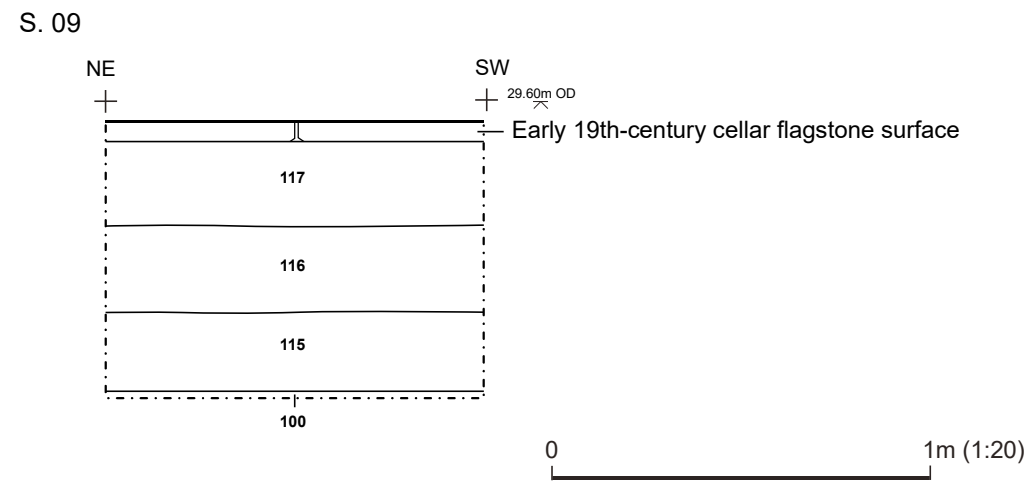 S. 09
NE
SW
29.60m OD
Early 19th-century cellar flagstone surface
117
116
115
100
0
1m (1:20)